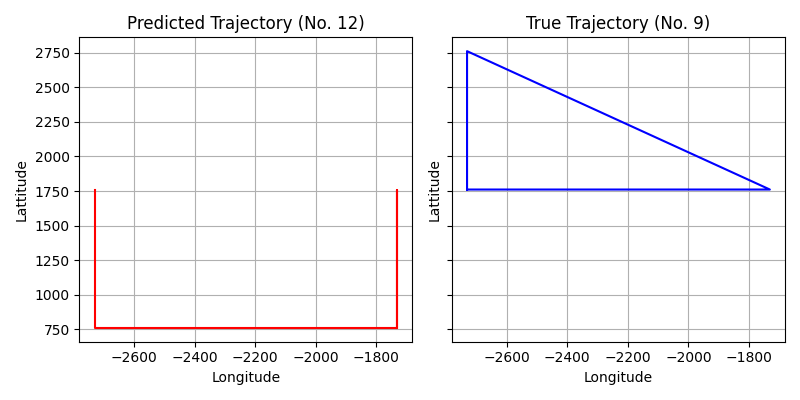 Predicted Trajectory (No. 12)
True Trajectory (No. 9)
2750
2500
2250
2000
1750
1500
1250
1000
750
Lattitude
Lattitude
−2600 −2400 −2200 −2000 −1800
−2600 −2400 −2200 −2000 −1800
Longitude
Longitude